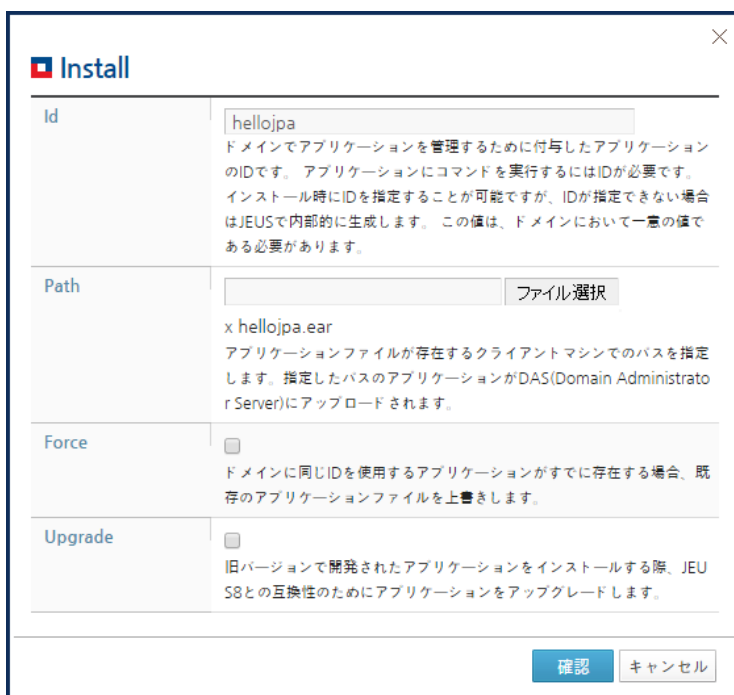 Install
Id
hellojpa
ドメインでアプリケーションを管理するために付与したアプリケーション
のIDです。 アプリケーションにコマンドを実行するにはIDが必要です。
インストール時にIDを指定することが可能ですが、IDが指定できない場合
はJEUSで内部的に生成します。 この値は、ドメインにおいて一意の値で
ある必要があります。
Path
ファイル選択
x hellojpa.ear
アプリケーションファイルが存在するクライアントマシンでのパスを指定
します。指定したパスのアプリケーションがDAS(Domain Administrato
r Server)にアップロードされます。
Force
ドメインに同じIDを使用するアプリケーションがすでに存在する場合、既
存のアプリケーションファイルを上書きします。
Upgrade
旧バージョンで開発されたアプリケーションをインストールする際、JEU
S8との互換性のためにアプリケーションをアップグレードします。
確認
キャンセル